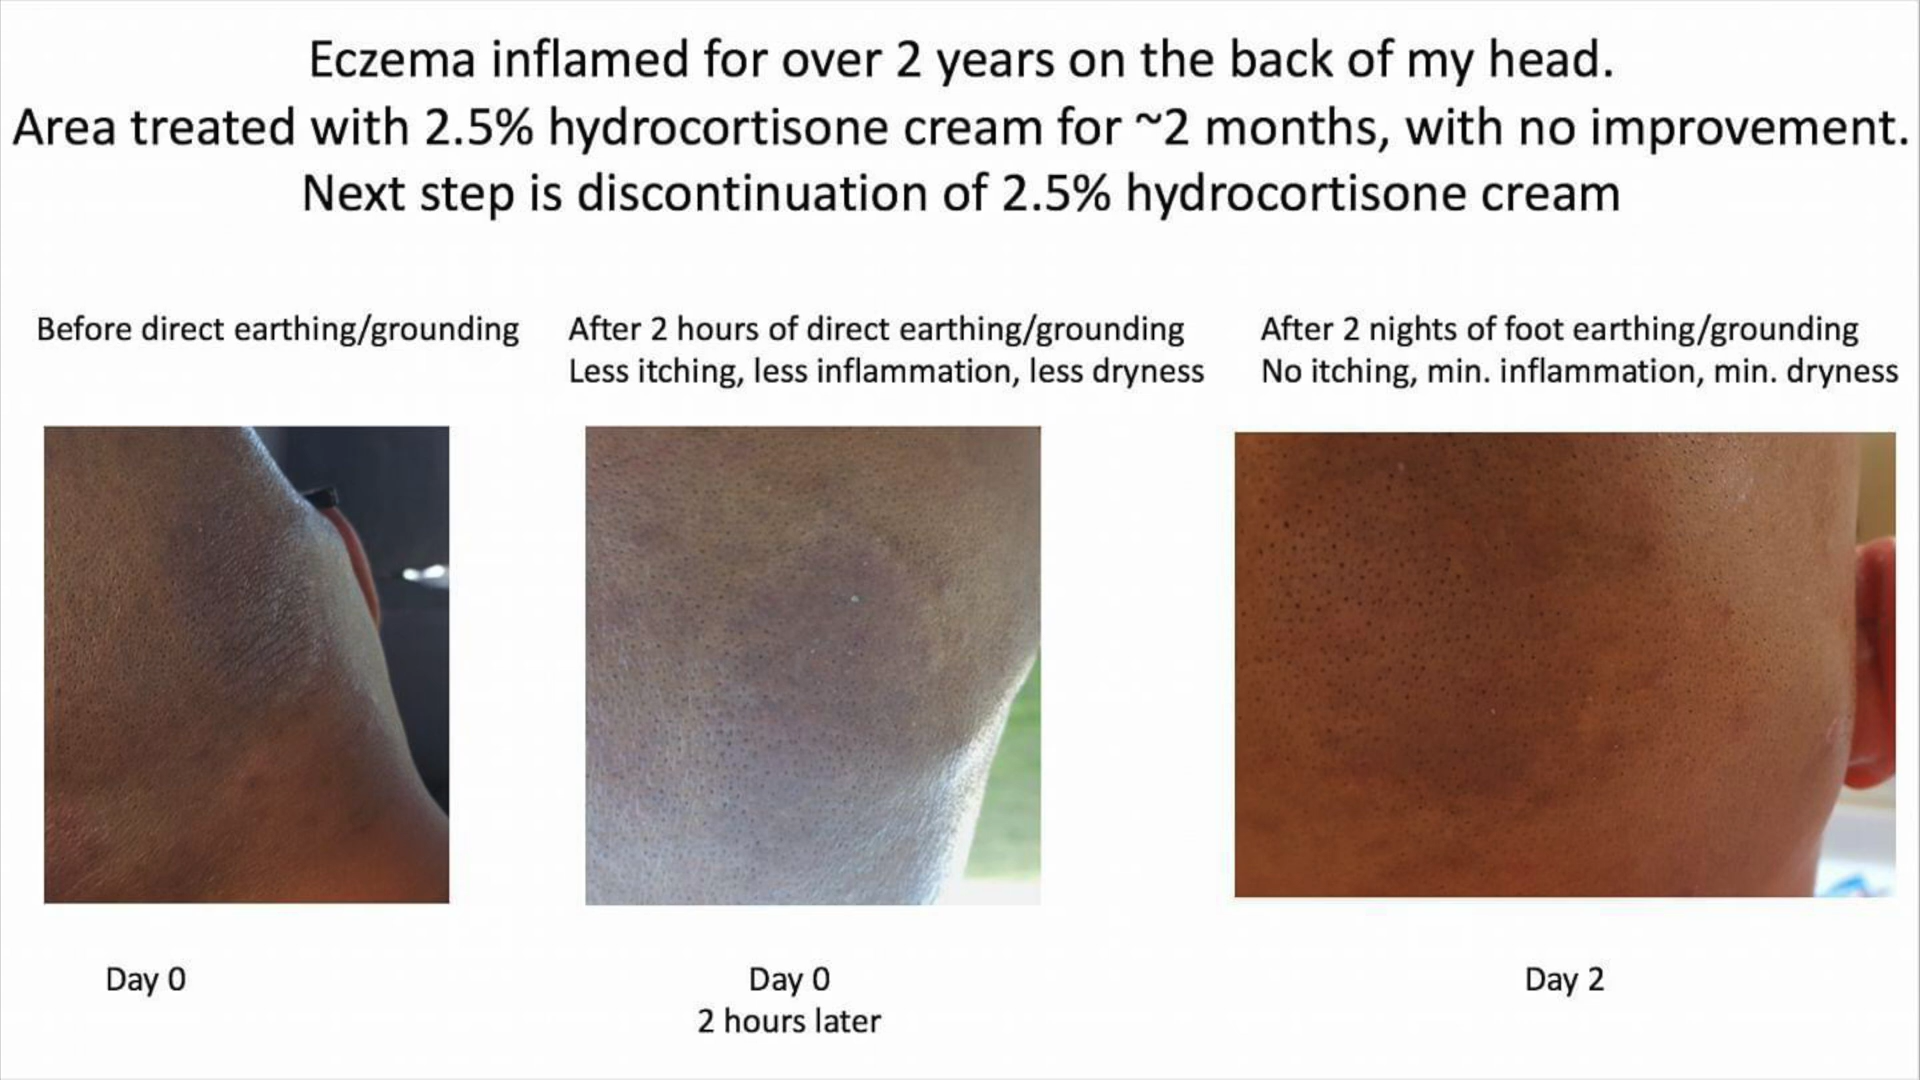 Eczema inflamed for over 2 years on the back of my head.
Area treated with 2.5% hydrocortisone cream for ~2 months, with no improvement.
Next step is discontinuation of 2.5% hydrocortisone cream
Before direct earthing/grounding
After 2 hours of direct earthing/grounding
Less itching, less inflammation, less dryness
After 2 nights of foot earthing/grounding
No itching, min. inflammation, min. dryness
Day 0
Day 0
2 hours later
Day 2